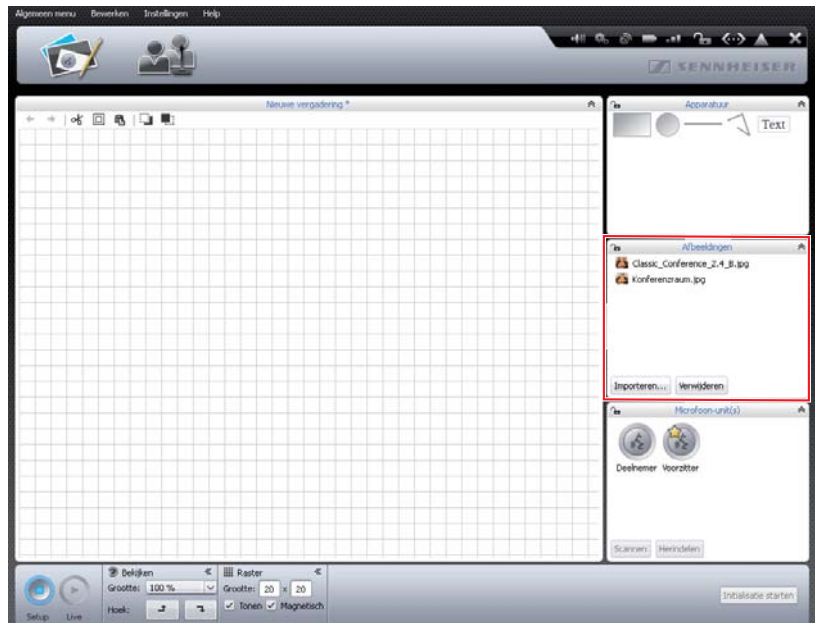 Algemeen menu Bewerken Instellingen Help
SENNHEISER
Nieuwe vergadering *
Apparatuur
Text
Afbeeldingen
Classic_Conference_2.4_B.jpg
Konferenzraum.jpg
Importeren... Verwijderen
Microfoon-unit(s)
Deelnemer Voorzitter
Scannen Herindelen
Bekijken Raster
Grootte: 100 % Grootte: 20 x 20
Hoek: Tonen Magnetisch
Setup Live
Initialisatie starten